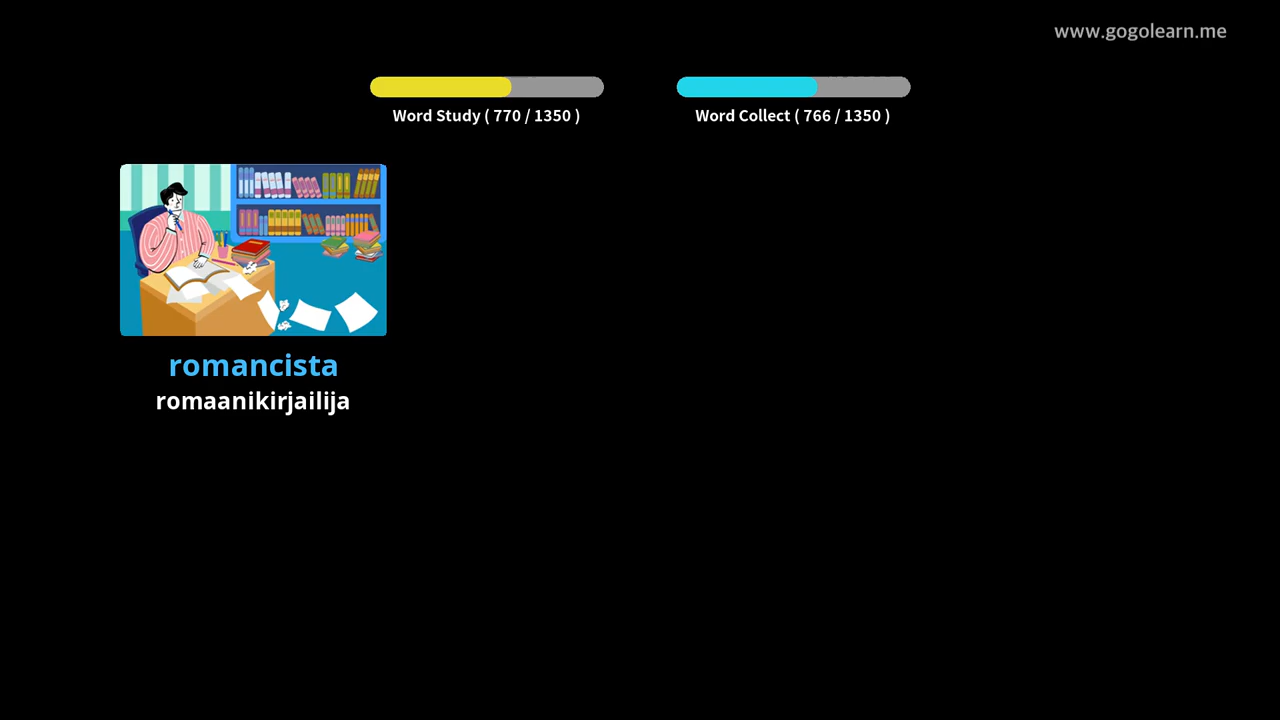 www.gogolearn.me
Word Study ( 770 / 1350 )
Word Collect ( 766 / 1350 )
romancista
romaanikirjailija